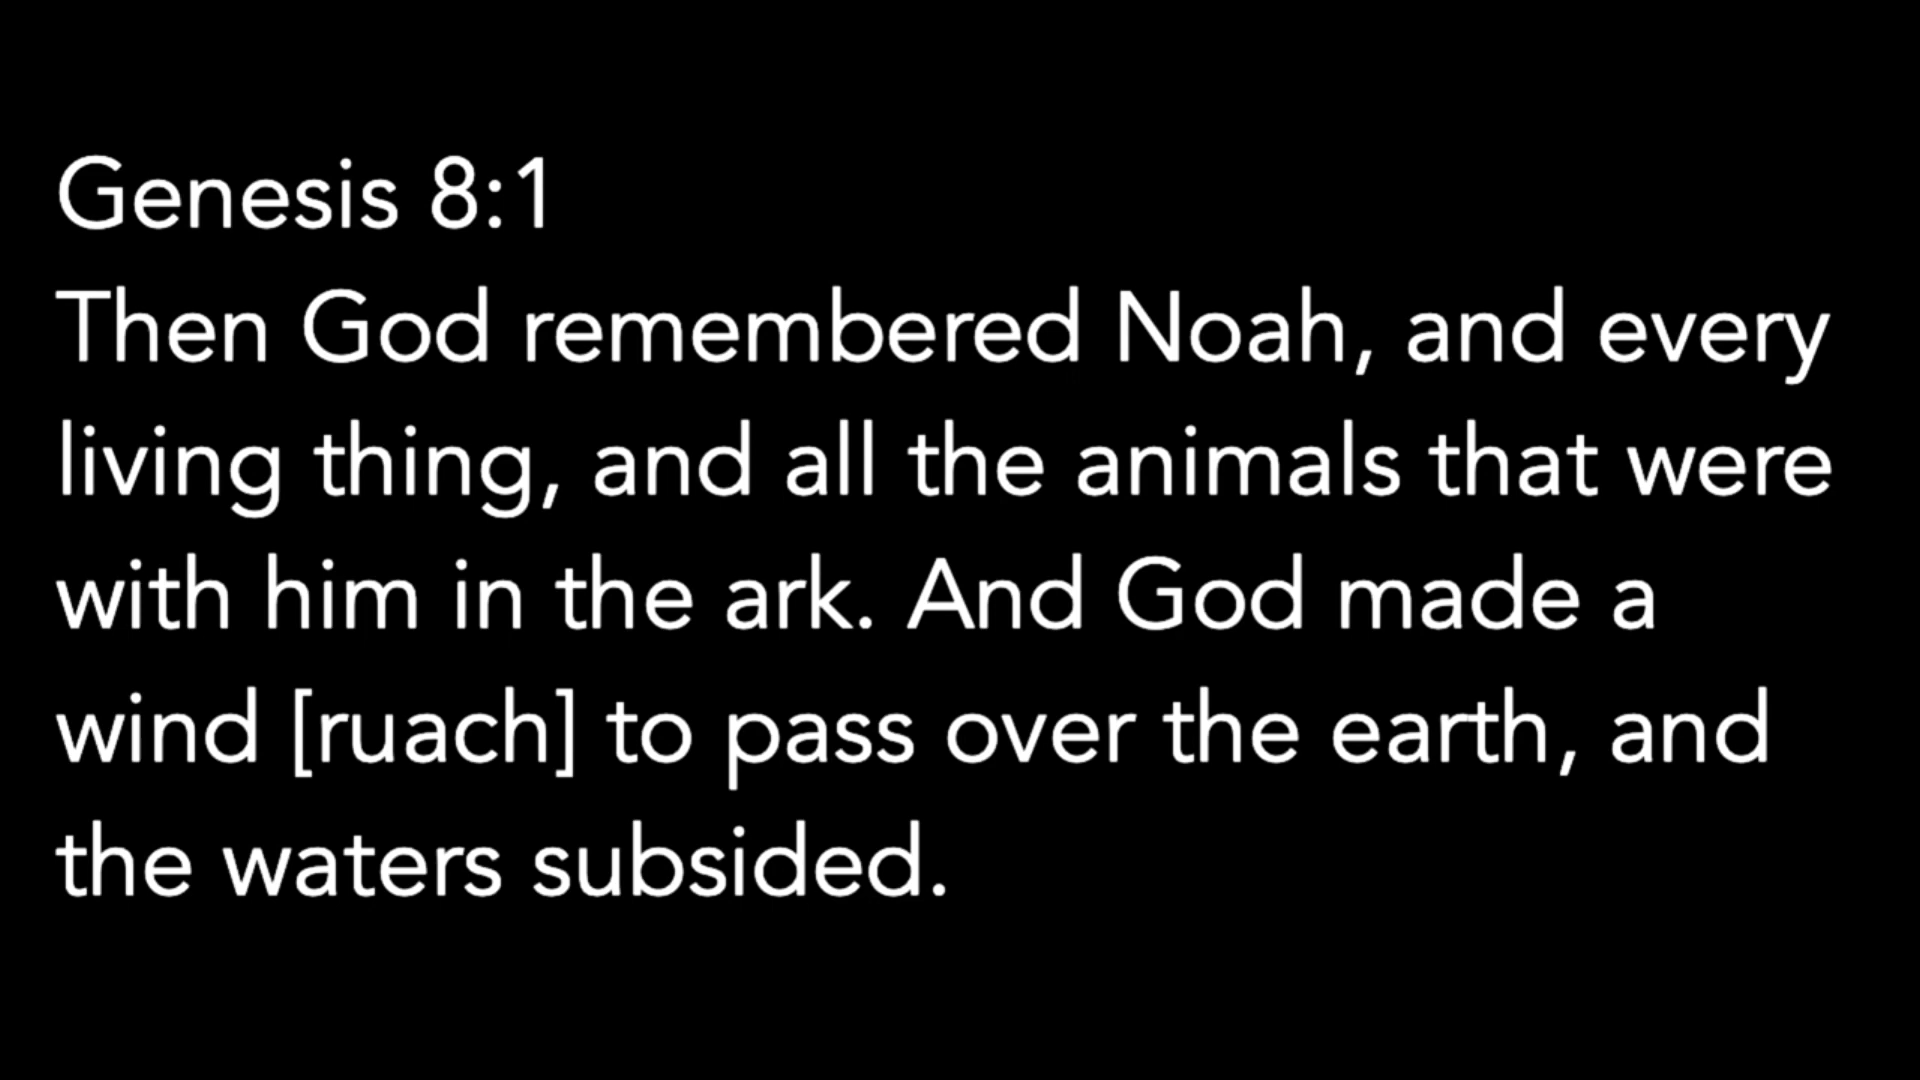 Genesis 8:1
Then God remembered Noah, and every
living thing, and all the animals that were
with him in the ark. And God made a
wind [ruach] to pass over the earth, and
the waters subsided.